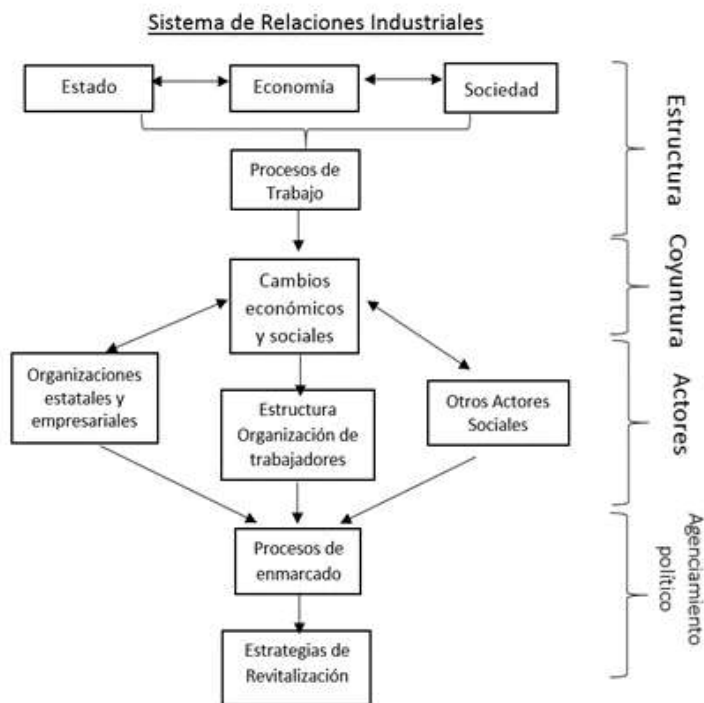 Sistema de Relaciones Industriales
Estado
Economía
Sociedad
Procesos de
Trabajo
Estructura
Cambios
económicos
y sociales
Coyuntura
Organizaciones
estatales y
empresariales
Estructura
Organización de
trabajadores
Otros Actores
Sociales
Actores
Procesos de
enmarcado
Estrategias de
Revitalización
Agenciamiento
político